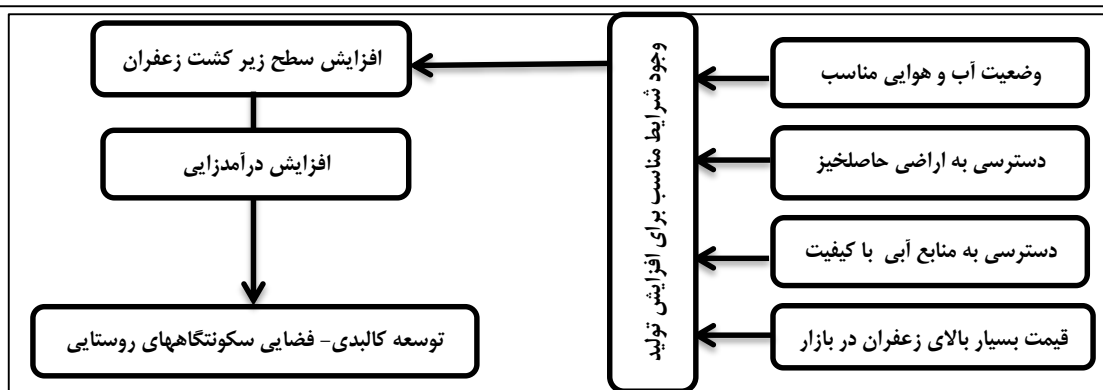 وضعیت آب و هوایی مناسب
دسترسی به اراضی حاصلخیز
دسترسی به منابع آبی با کیفیت
قیمت بسیار بالای زعفران در بازار
وجود شرایط مناسب برای افزایش تولید
افزایش سطح زیر کشت زعفران
افزایش درآمدزایی
توسعه کالبدی- فضایی سکونتگاههای روستایی